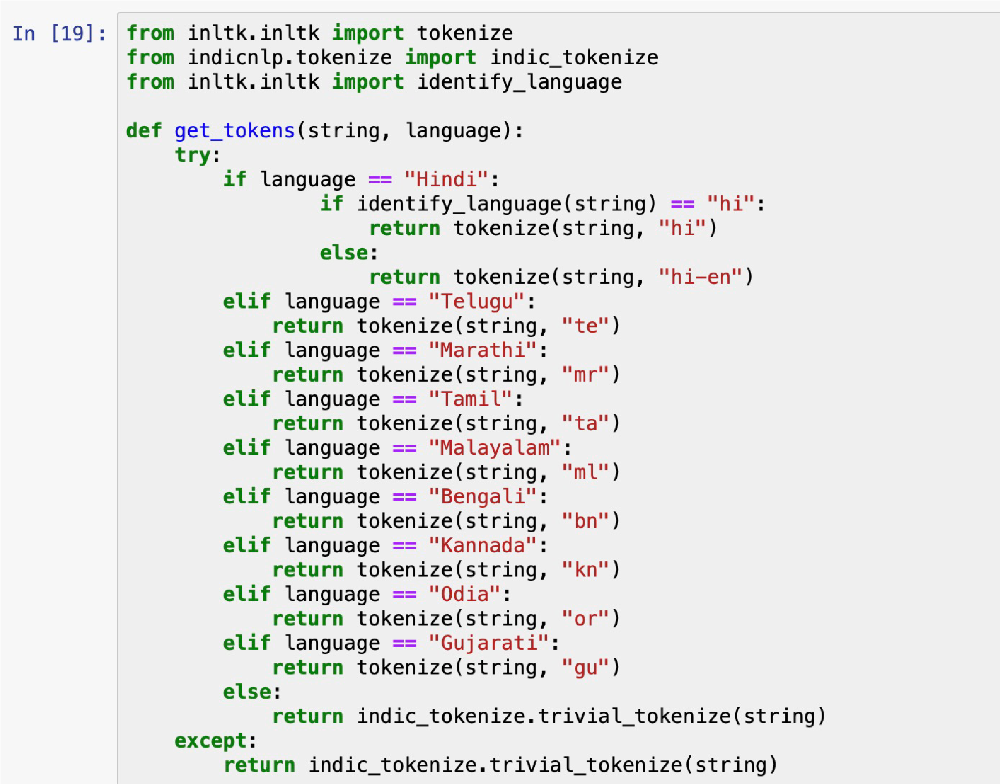 In [19]: from inltk.inltk import tokenize
from indicnlp.tokenize import indic_tokenize
from inltk.inltk import identify_language

def get_tokens(string, language):
    try:
        if language == "Hindi":
                if identify_language(string) == "hi":
                    return tokenize(string, "hi")
                else:
                    return tokenize(string, "hi-en")
        elif language == "Telugu":
            return tokenize(string, "te")
        elif language == "Marathi":
            return tokenize(string, "mr")
        elif language == "Tamil":
            return tokenize(string, "ta")
        elif language == "Malayalam":
            return tokenize(string, "ml")
        elif language == "Bengali":
            return tokenize(string, "bn")
        elif language == "Kannada":
            return tokenize(string, "kn")
        elif language == "Odia":
            return tokenize(string, "or")
        elif language == "Gujarati":
            return tokenize(string, "gu")
        else:
            return indic_tokenize.trivial_tokenize(string)
    except:
        return indic_tokenize.trivial_tokenize(string)